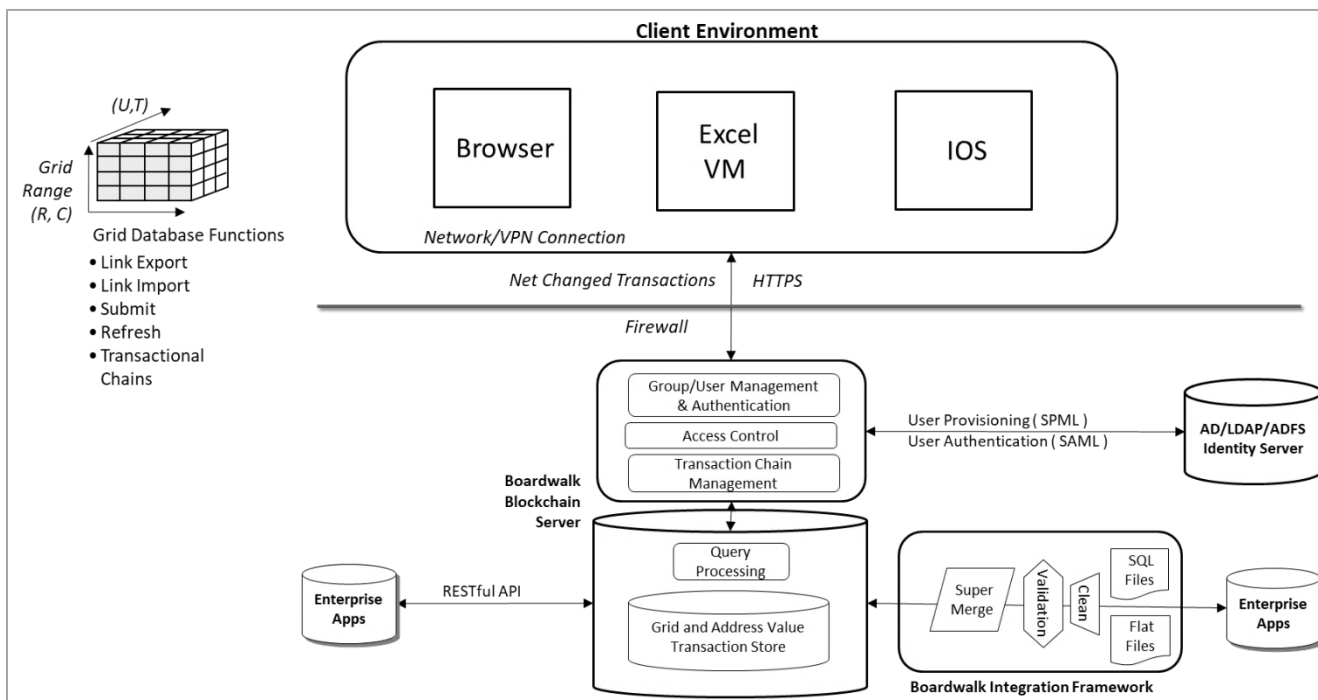 Client Environment
Browser
Excel
VM
IOS
Network/VPN Connection
(U,T)
Grid
Range
(R, C)
Grid Database Functions
• Link Export
• Link Import
• Submit
• Refresh
• Transactional
Chains
Net Changed Transactions
HTTPS
Firewall
Group/User Management
& Authentication
Access Control
Transaction Chain
Management
User Provisioning ( SPML )
User Authentication ( SAML )
AD/LDAP/ADFS
Identity Server
Boardwalk
Blockchain
Server
Query
Processing
Grid and Address Value
Transaction Store
Enterprise
Apps
RESTful API
Super
Merge
Validation
Clean
SQL
Files
Flat
Files
Enterprise
Apps
Boardwalk Integration Framework